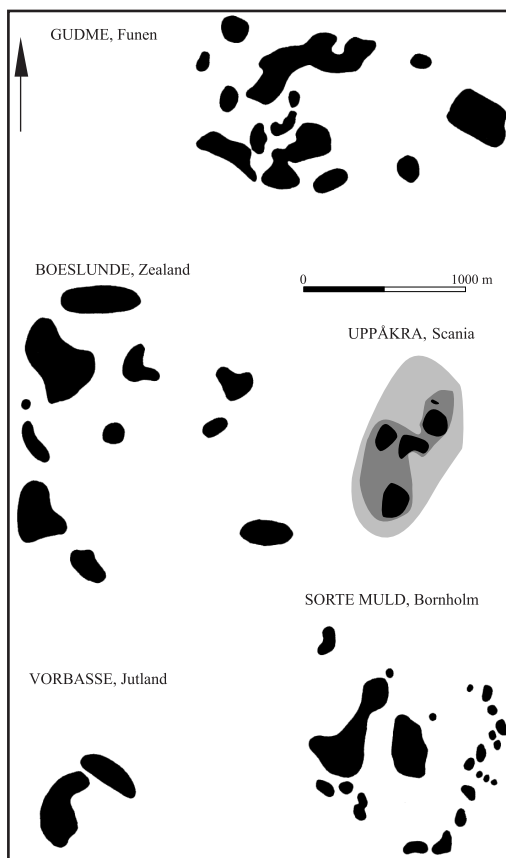 GUDME, Funen
BOESLUNDE, Zealand
0 1000 m
UPPÅKRA, Scania
SORTE MULD, Bornholm
VORBASSE, Jutland